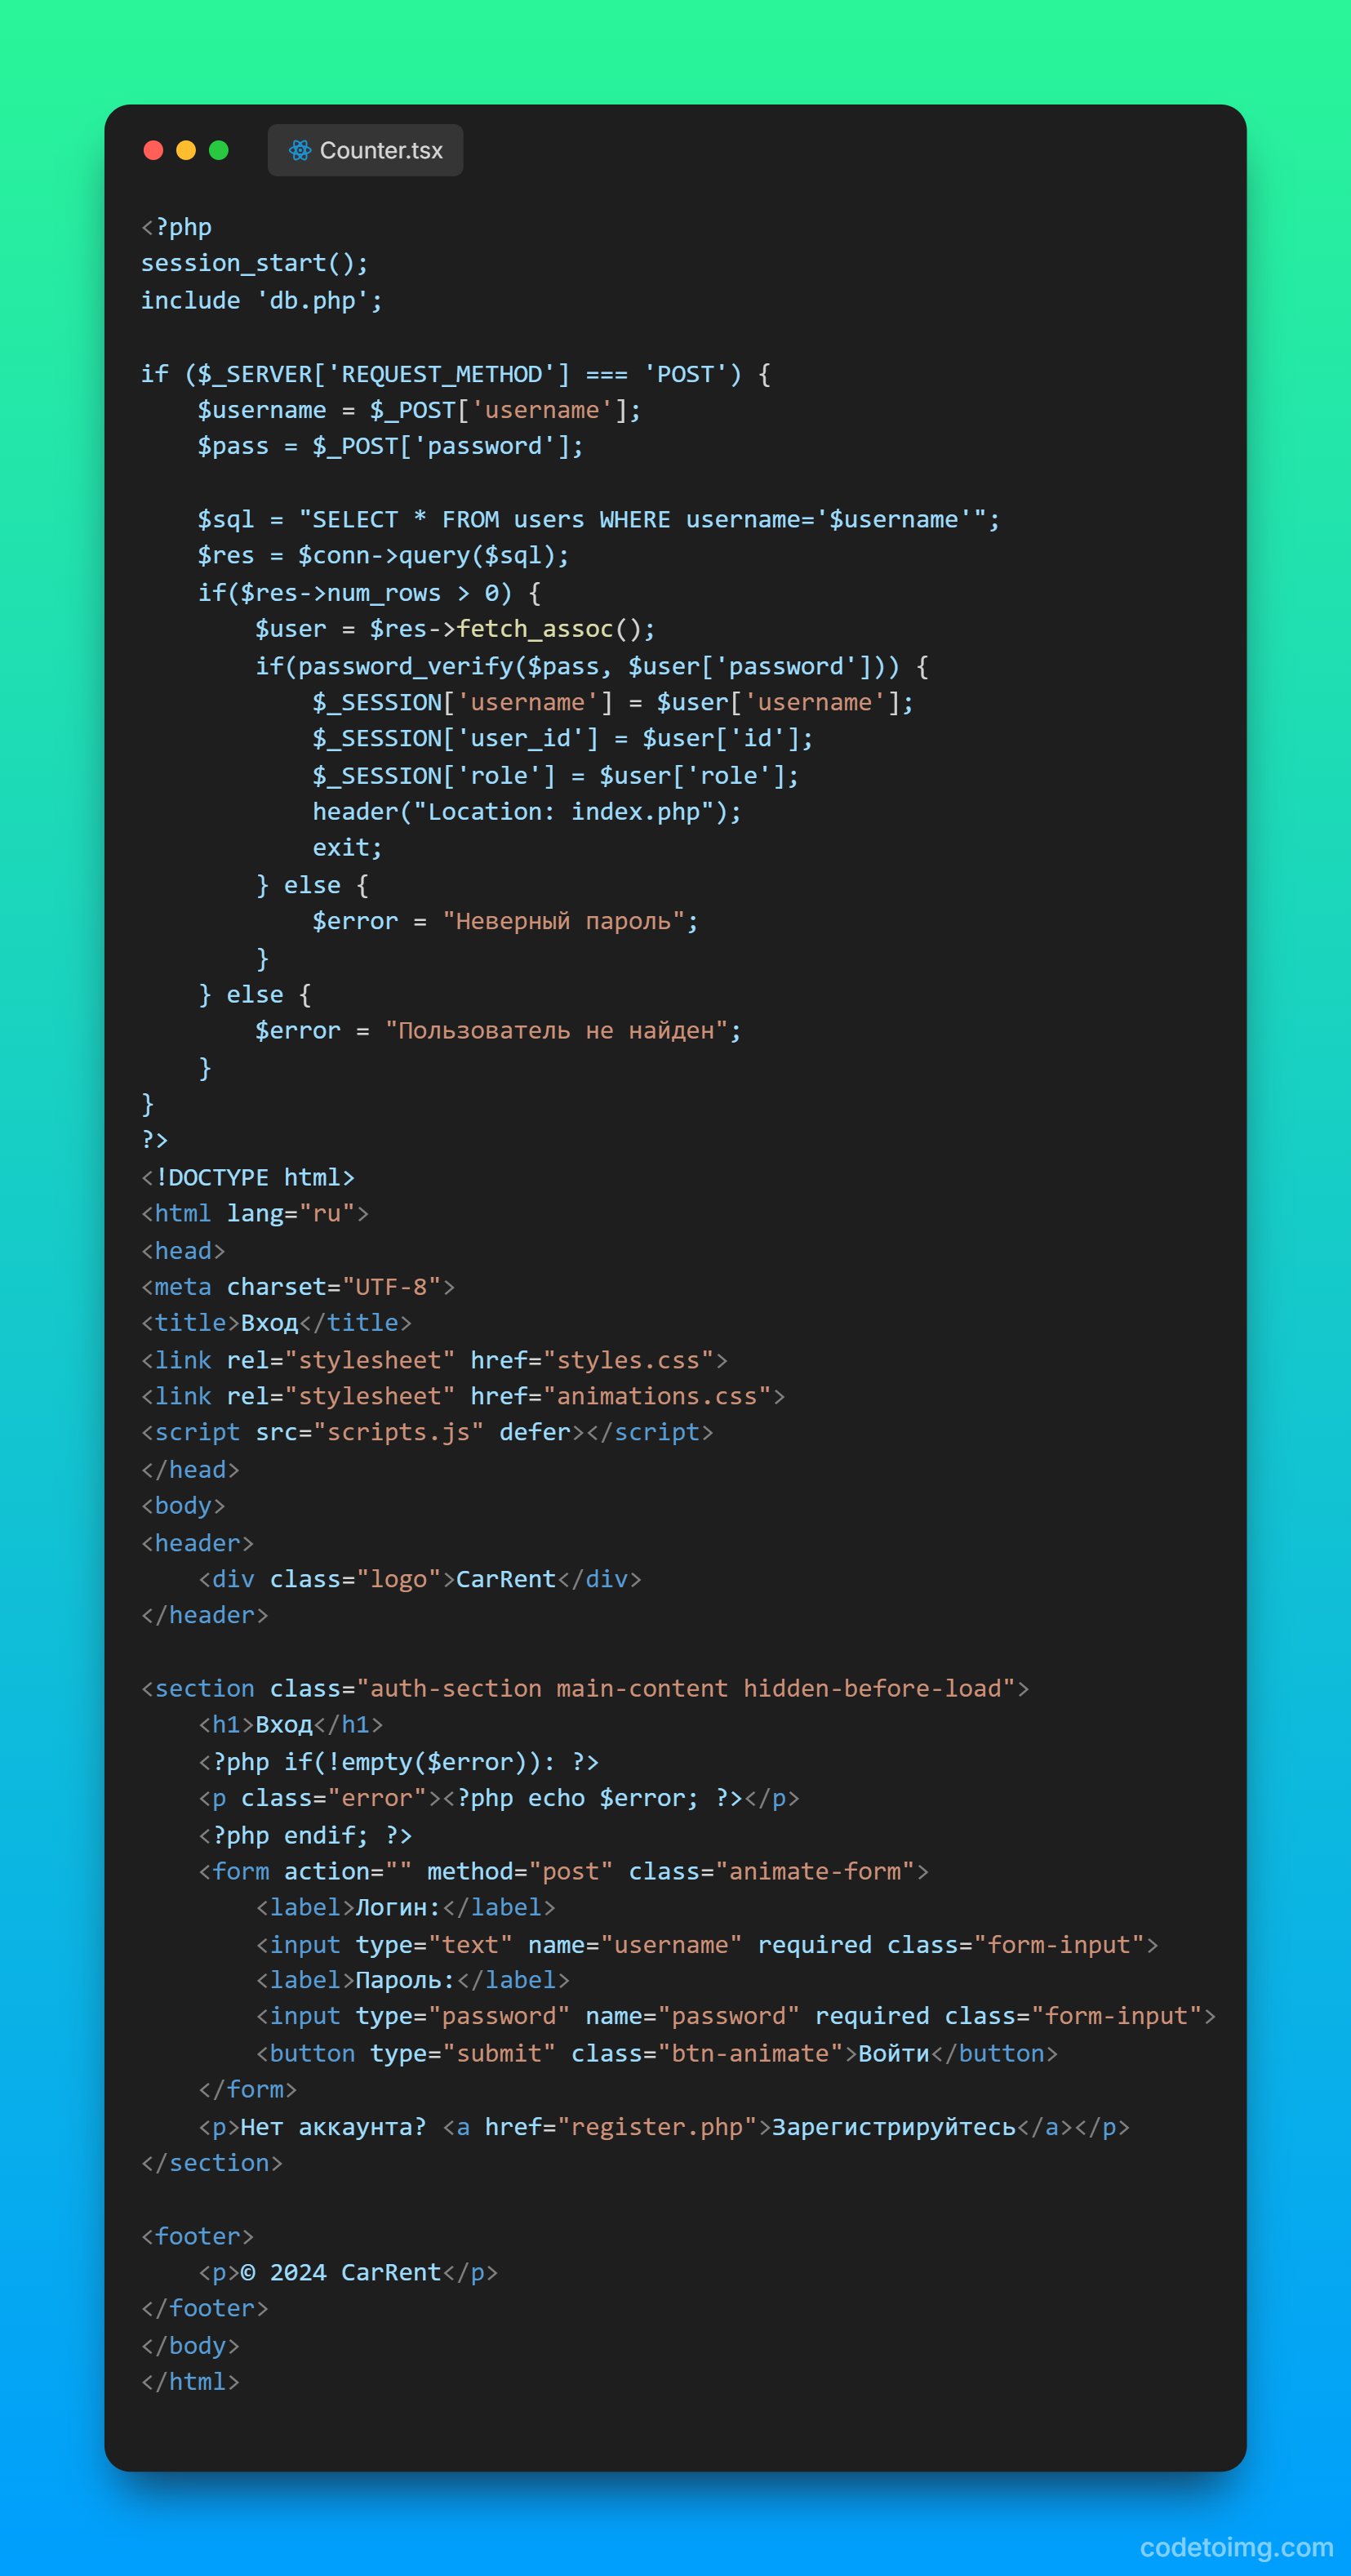 Counter.tsx
<?php
session_start();
include 'db.php';

if ($_SERVER['REQUEST_METHOD'] === 'POST') {
    $username = $_POST['username'];
    $pass = $_POST['password'];

    $sql = "SELECT * FROM users WHERE username='$username'";
    $res = $conn->query($sql);
    if($res->num_rows > 0) {
        $user = $res->fetch_assoc();
        if(password_verify($pass, $user['password'])) {
            $_SESSION['username'] = $user['username'];
            $_SESSION['user_id'] = $user['id'];
            $_SESSION['role'] = $user['role'];
            header("Location: index.php");
            exit;
        } else {
            $error = "Неверный пароль";
        }
    } else {
        $error = "Пользователь не найден";
    }
}
?>
<!DOCTYPE html>
<html lang="ru">
<head>
<meta charset="UTF-8">
<title>Вход</title>
<link rel="stylesheet" href="styles.css">
<link rel="stylesheet" href="animations.css">
<script src="scripts.js" defer></script>
</head>
<body>
<header>
    <div class="logo">CarRent</div>
</header>

<section class="auth-section main-content hidden-before-load">
    <h1>Вход</h1>
    <?php if(!empty($error)): ?>
    <p class="error"><?php echo $error; ?></p>
    <?php endif; ?>
    <form action="" method="post" class="animate-form">
        <label>Логин:</label>
        <input type="text" name="username" required class="form-input">
        <label>Пароль:</label>
        <input type="password" name="password" required class="form-input">
        <button type="submit" class="btn-animate">Войти</button>
    </form>
    <p>Нет аккаунта? <a href="register.php">Зарегистрируйтесь</a></p>
</section>

<footer>
    <p>© 2024 CarRent</p>
</footer>
</body>
</html>
codetoimg.com